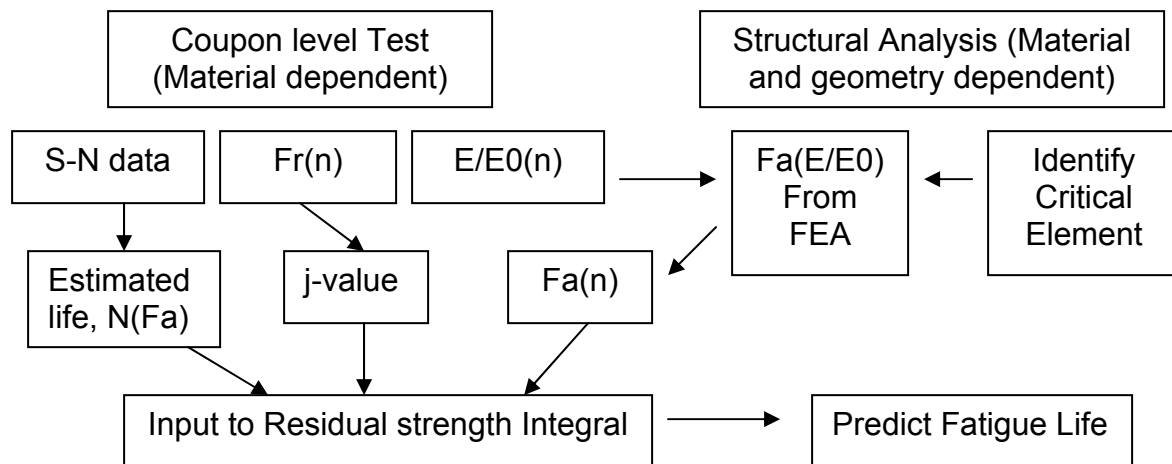 Coupon level Test
(Material dependent)
Structural Analysis (Material
and geometry dependent)
S-N data
Fr(n)
E/E0(n)
Fa(E/E0)
From
FEA
Identify
Critical
Element
Estimated
life, N(Fa)
j-value
Fa(n)
Input to Residual strength Integral
Predict Fatigue Life